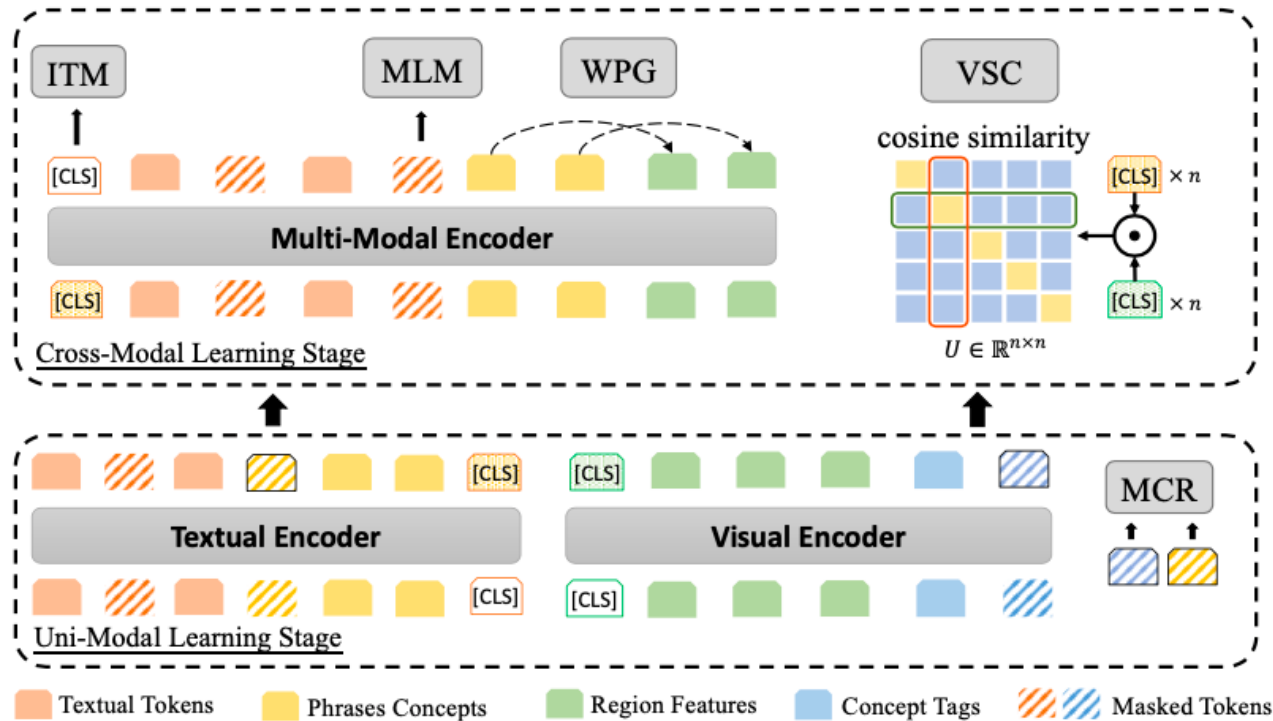 ITM
MLM
WPG
VSC
cosine similarity
[CLS]
[CLS] × n
Multi-Modal Encoder
[CLS]
[CLS] × n
U ∈ ℝⁿˣⁿ
Cross-Modal Learning Stage
[CLS]
[CLS]
MCR
Textual Encoder
Visual Encoder
[CLS]
[CLS]
Uni-Modal Learning Stage
Textual Tokens
Phrases Concepts
Region Features
Concept Tags
Masked Tokens